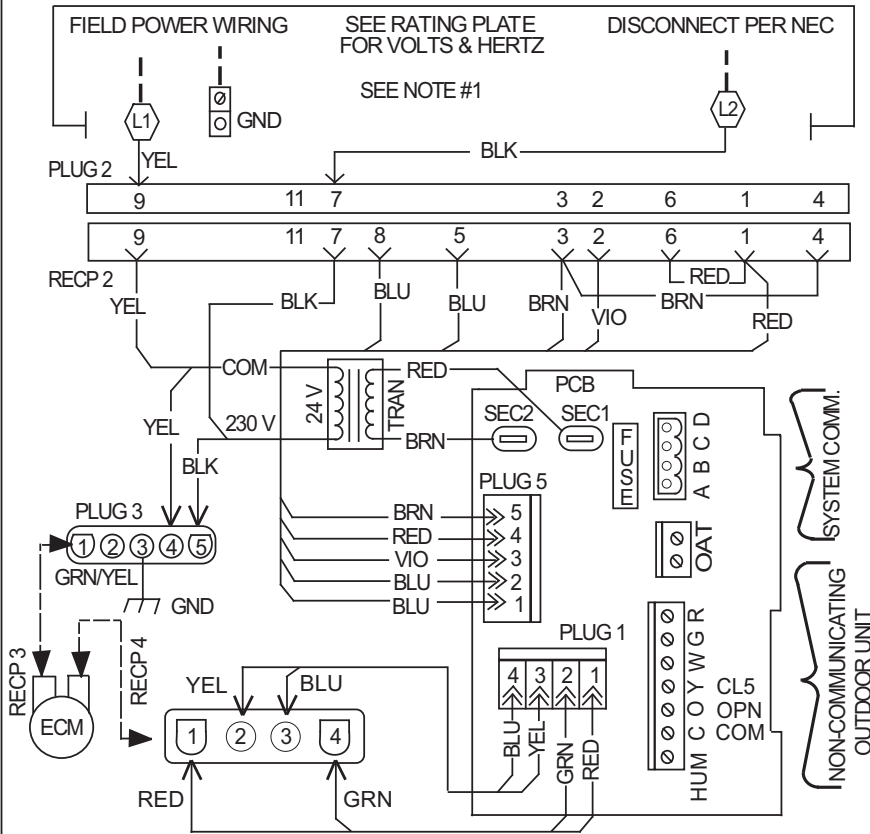 FIELD POWER WIRING
SEE RATING PLATE
FOR VOLTS & HERTZ
DISCONNECT PER NEC
SEE NOTE #1
L1
GND
L2
YEL
BLK
PLUG 2
9 11 7 3 2 6 1 4
9 11 7 8 5 3 2 6 1 4
RECP 2
YEL
BLK
BLU
BLU
BRN
VIO
RED
BRN
RED
COM
24 V
TRAN
RED
PCB
SEC2
SEC1
YEL
230 V
BRN
FUSE
A B C D
SYSTEM COMM.
BLK
PLUG 3
1 2 3 4 5
GRN/YEL
GND
PLUG 5
BRN 5
RED 4
VIO 3
BLU 2
BLU 1
OAT
PLUG 1
4 3 2 1
BLU
YEL
GRN
RED
HUM C O Y W G R
CL5
OPN
COM
NON-COMMUNICATING
OUTDOOR UNIT
RECP 3
RECP 4
ECM
YEL
BLU
1 2 3 4
RED
GRN